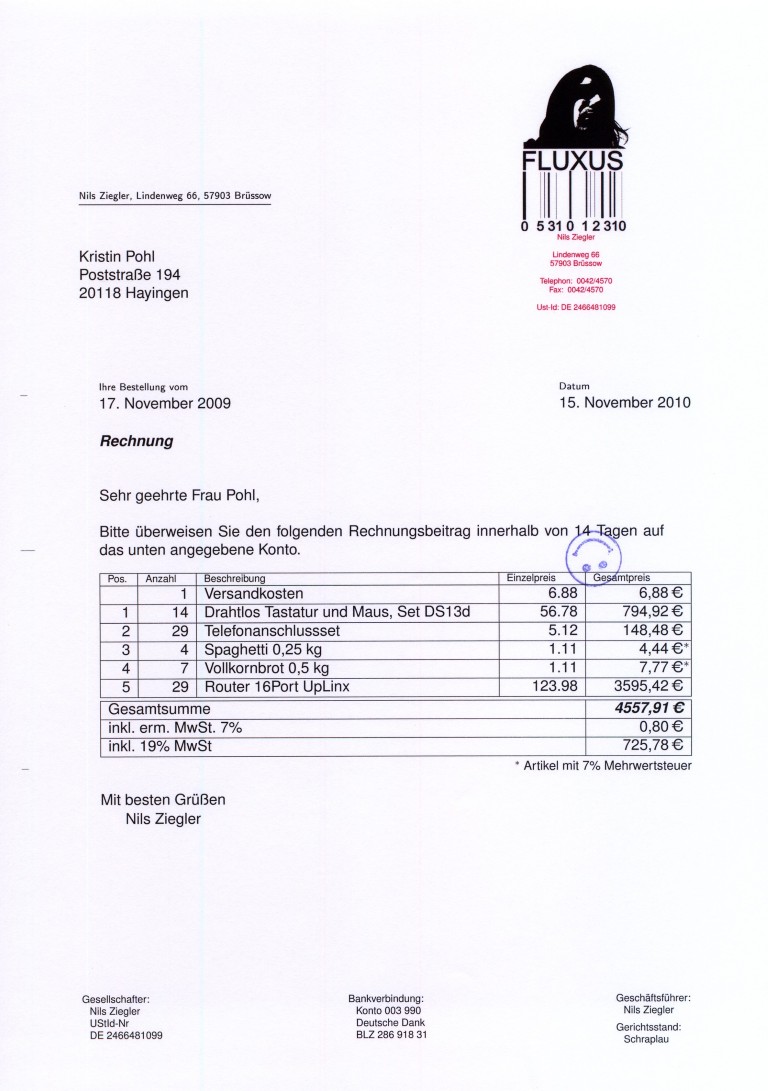 FLUXUS
0 531 0 1 2 310
Nils Ziegler
Lindenweg 66
57903 Brüssow
Telephon: 0042/4570
Fax: 0042/4570
Ust-Id: DE 2466481099
Nils Ziegler, Lindenweg 66, 57903 Brüssow
Kristin Pohl
Poststraße 194
20118 Hayingen
Ihre Bestellung vom Datum
17. November 2009 15. November 2010
Rechnung
Sehr geehrte Frau Pohl,
Bitte überweisen Sie den folgenden Rechnungsbeitrag innerhalb von 14 Tagen auf
das unten angegebene Konto.
Pos. Anzahl Beschreibung Einzelpreis Gesamtpreis
1 Versandkosten 6.88 6,88 €
1 14 Drahtlos Tastatur und Maus, Set DS13d 56.78 794,92 €
2 29 Telefonanschlussset 5.12 148,48 €
3 4 Spaghetti 0,25 kg 1.11 4,44 €*
4 7 Vollkornbrot 0,5 kg 1.11 7,77 €*
5 29 Router 16Port UpLinx 123.98 3595,42 €
Gesamtsumme 4557,91 €
inkl. erm. MwSt. 7% 0,80 €
inkl. 19% MwSt 725,78 €
* Artikel mit 7% Mehrwertsteuer
Mit besten Grüßen
Nils Ziegler
Gesellschafter:
Nils Ziegler
UStId-Nr
DE 2466481099
Bankverbindung:
Konto 003 990
Deutsche Dank
BLZ 286 918 31
Geschäftsführer:
Nils Ziegler
Gerichtsstand:
Schraplau